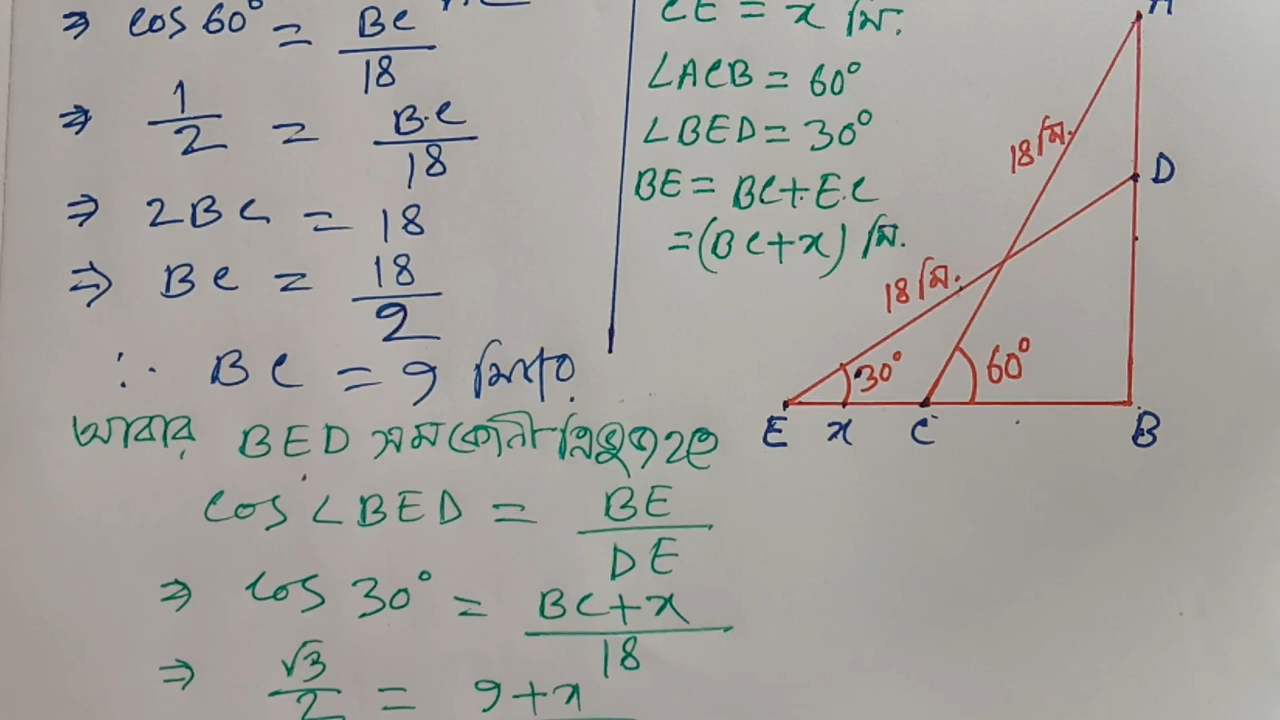 ⇒ cos 60° = BC/18
⇒ 1/2 = B.C/18
⇒ 2BC = 18
⇒ BC = 18/2
∴ BC = 9 মিটার
আবার BED সমকোনী ত্রিভুজ হতে
cos ∠BED = BE/DE
⇒ cos 30° = BC+x/18
⇒ √3/2 = 9+x
CE = x মি.
∠ACB = 60°
∠BED = 30°
BE = BC+EC
=(BC+x) মি.
A
18 মি.
D
18 মি.
30°
60°
E x C B